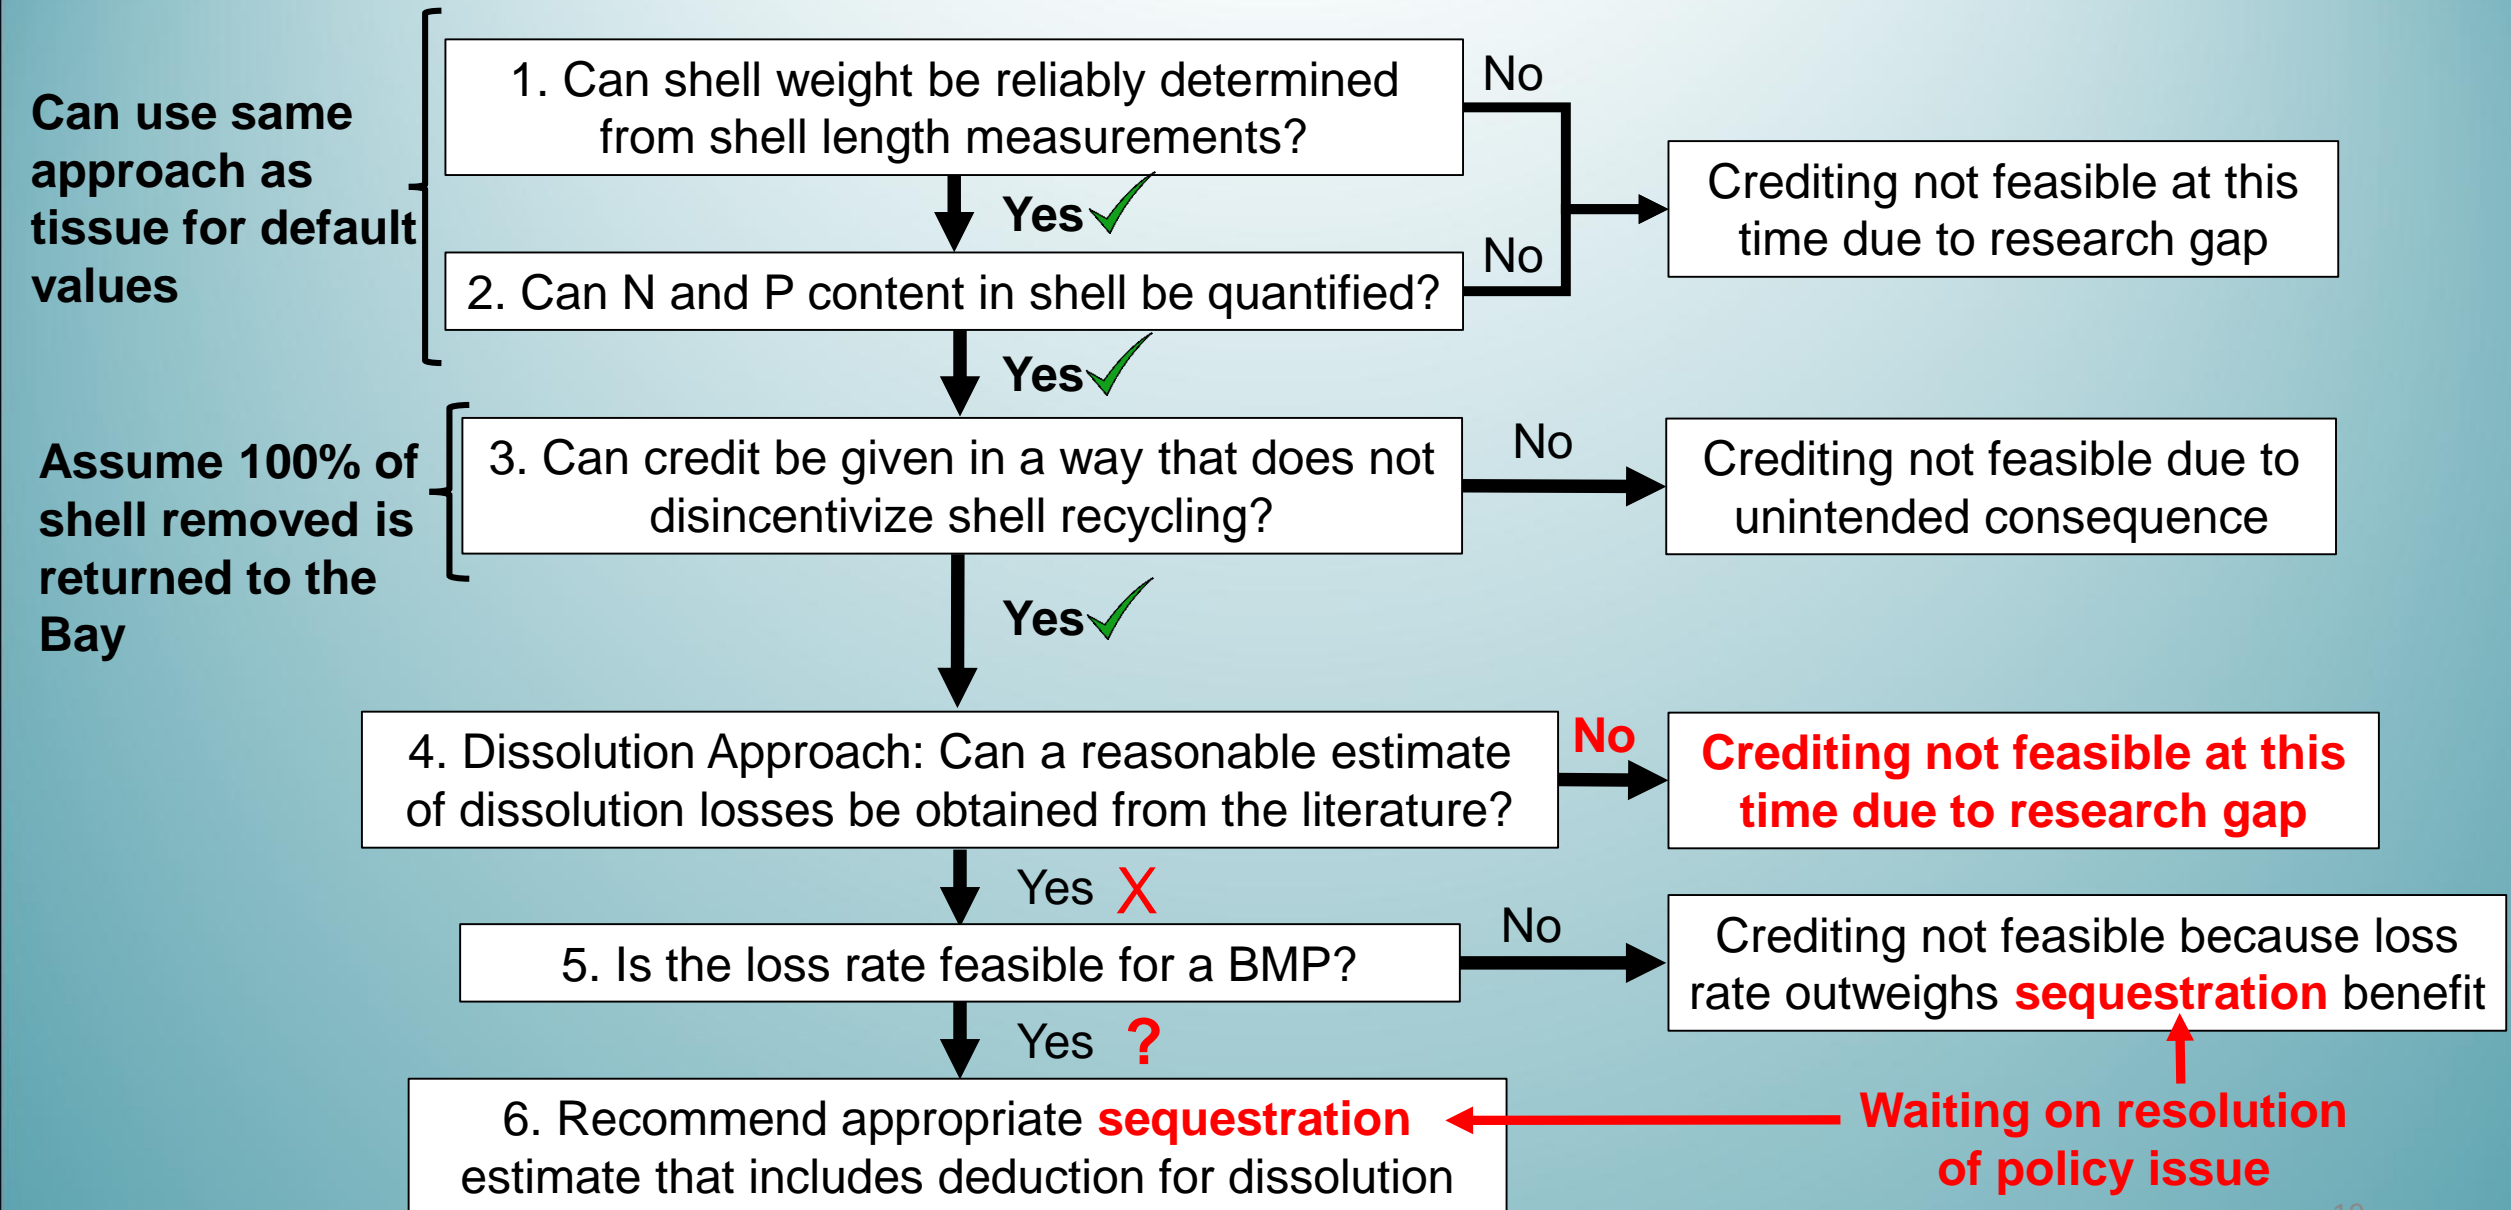 Can use same
approach as
tissue for default
values
1. Can shell weight be reliably determined
from shell length measurements?
No
Crediting not feasible at this
time due to research gap
Yes
2. Can N and P content in shell be quantified?
No
Yes
Assume 100% of
shell removed is
returned to the
Bay
3. Can credit be given in a way that does not
disincentivize shell recycling?
No
Crediting not feasible due to
unintended consequence
Yes
4. Dissolution Approach: Can a reasonable estimate
of dissolution losses be obtained from the literature?
No
Crediting not feasible at this
time due to research gap
Yes X
5. Is the loss rate feasible for a BMP?
No
Crediting not feasible because loss
rate outweighs sequestration benefit
Yes ?
6. Recommend appropriate sequestration
estimate that includes deduction for dissolution
Waiting on resolution
of policy issue